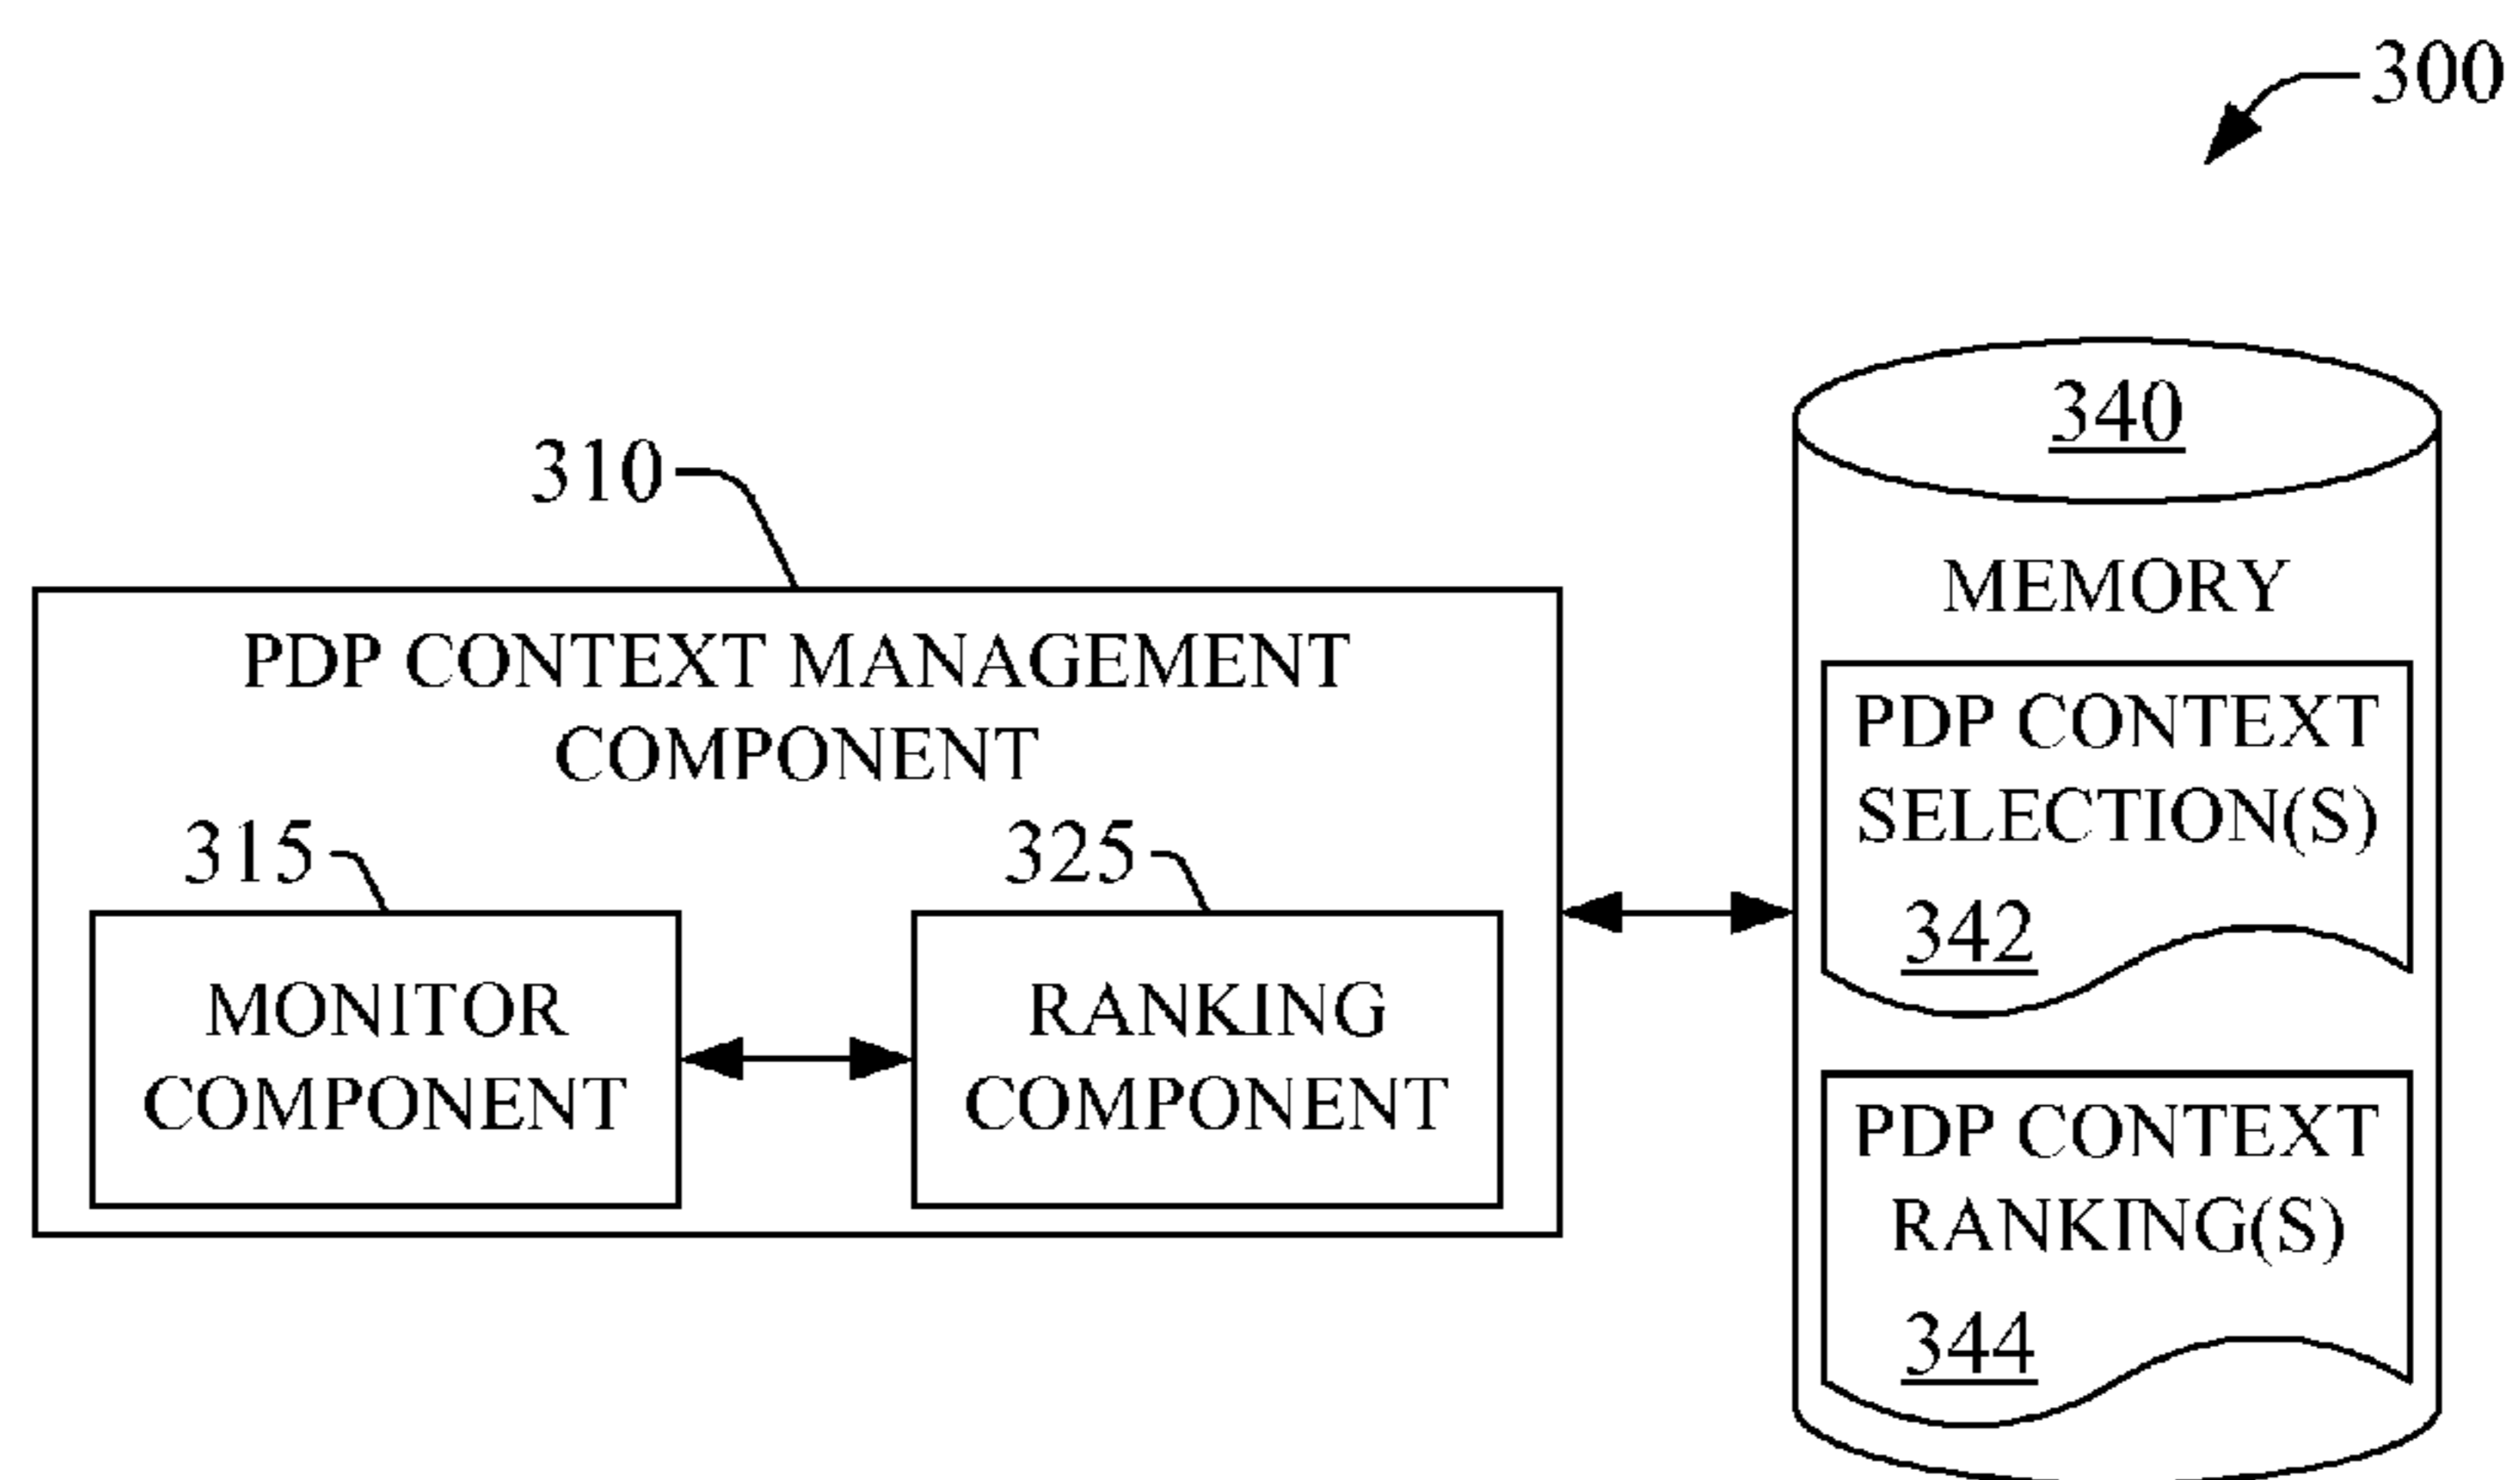 300
310
PDP CONTEXT MANAGEMENT
COMPONENT
315
325
MONITOR
COMPONENT
RANKING
COMPONENT
340
MEMORY
PDP CONTEXT
SELECTION(S)
342
PDP CONTEXT
RANKING(S)
344